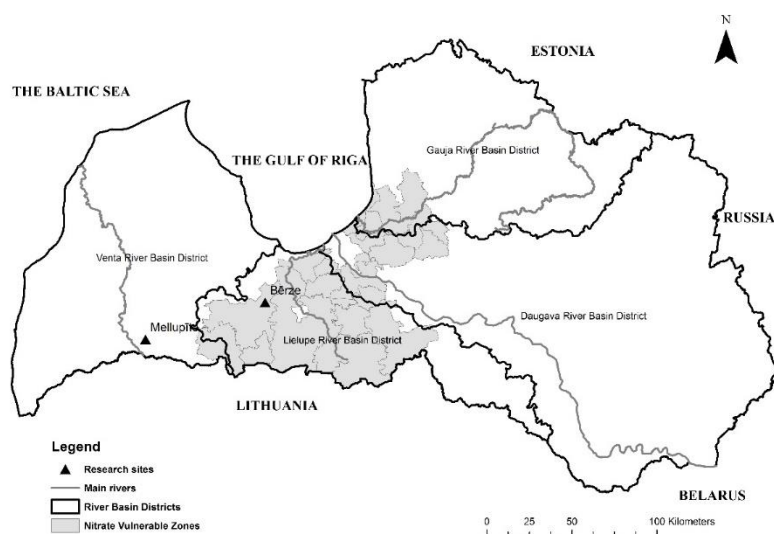 N
ESTONIA
THE BALTIC SEA
Gauja River Basin District
THE GULF OF RIGA
RUSSIA
Venta River Basin District
Bērze
Daugava River Basin District
Mellupīte
Lielupe River Basin District
LITHUANIA
Legend
Research sites
Main rivers
River Basin Districts
Nitrate Vulnerable Zones
BELARUS
0 25 50 100 Kilometers